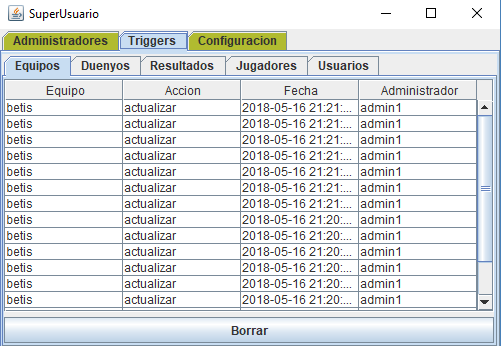 SuperUsuario
Administradores Triggers Configuracion
Equipos Duenyos Resultados Jugadores Usuarios
Equipo Accion Fecha Administrador
betis actualizar 2018-05-16 21:21:... admin1
betis actualizar 2018-05-16 21:21:... admin1
betis actualizar 2018-05-16 21:21:... admin1
betis actualizar 2018-05-16 21:21:... admin1
betis actualizar 2018-05-16 21:21:... admin1
betis actualizar 2018-05-16 21:21:... admin1
betis actualizar 2018-05-16 21:21:... admin1
betis actualizar 2018-05-16 21:20:... admin1
betis actualizar 2018-05-16 21:20:... admin1
betis actualizar 2018-05-16 21:20:... admin1
betis actualizar 2018-05-16 21:20:... admin1
betis actualizar 2018-05-16 21:20:... admin1
betis actualizar 2018-05-16 21:20:... admin1
Borrar